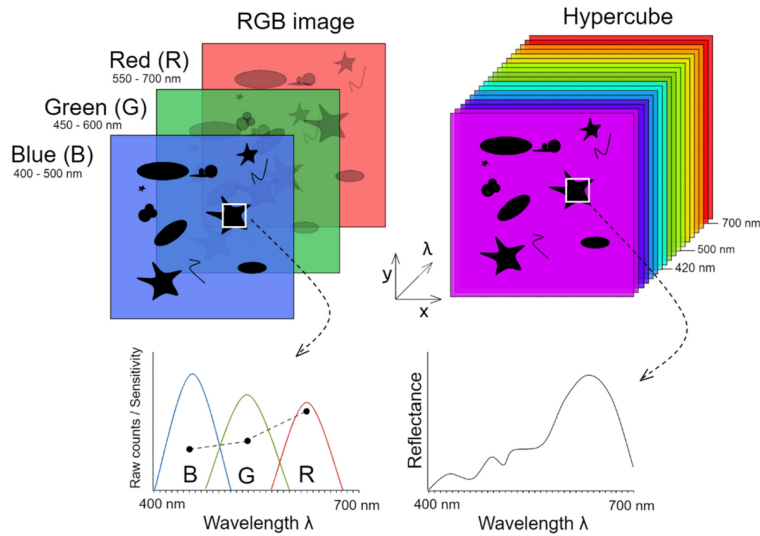 RGB image
Red (R)
550 - 700 nm
Green (G)
450 - 600 nm
Blue (B)
400 - 500 nm
Hypercube
700 nm
500 nm
420 nm
y
λ
x
Raw counts / Sensitivity
B
G
R
400 nm
700 nm
Wavelength λ
Reflectance
400 nm
700 nm
Wavelength λ